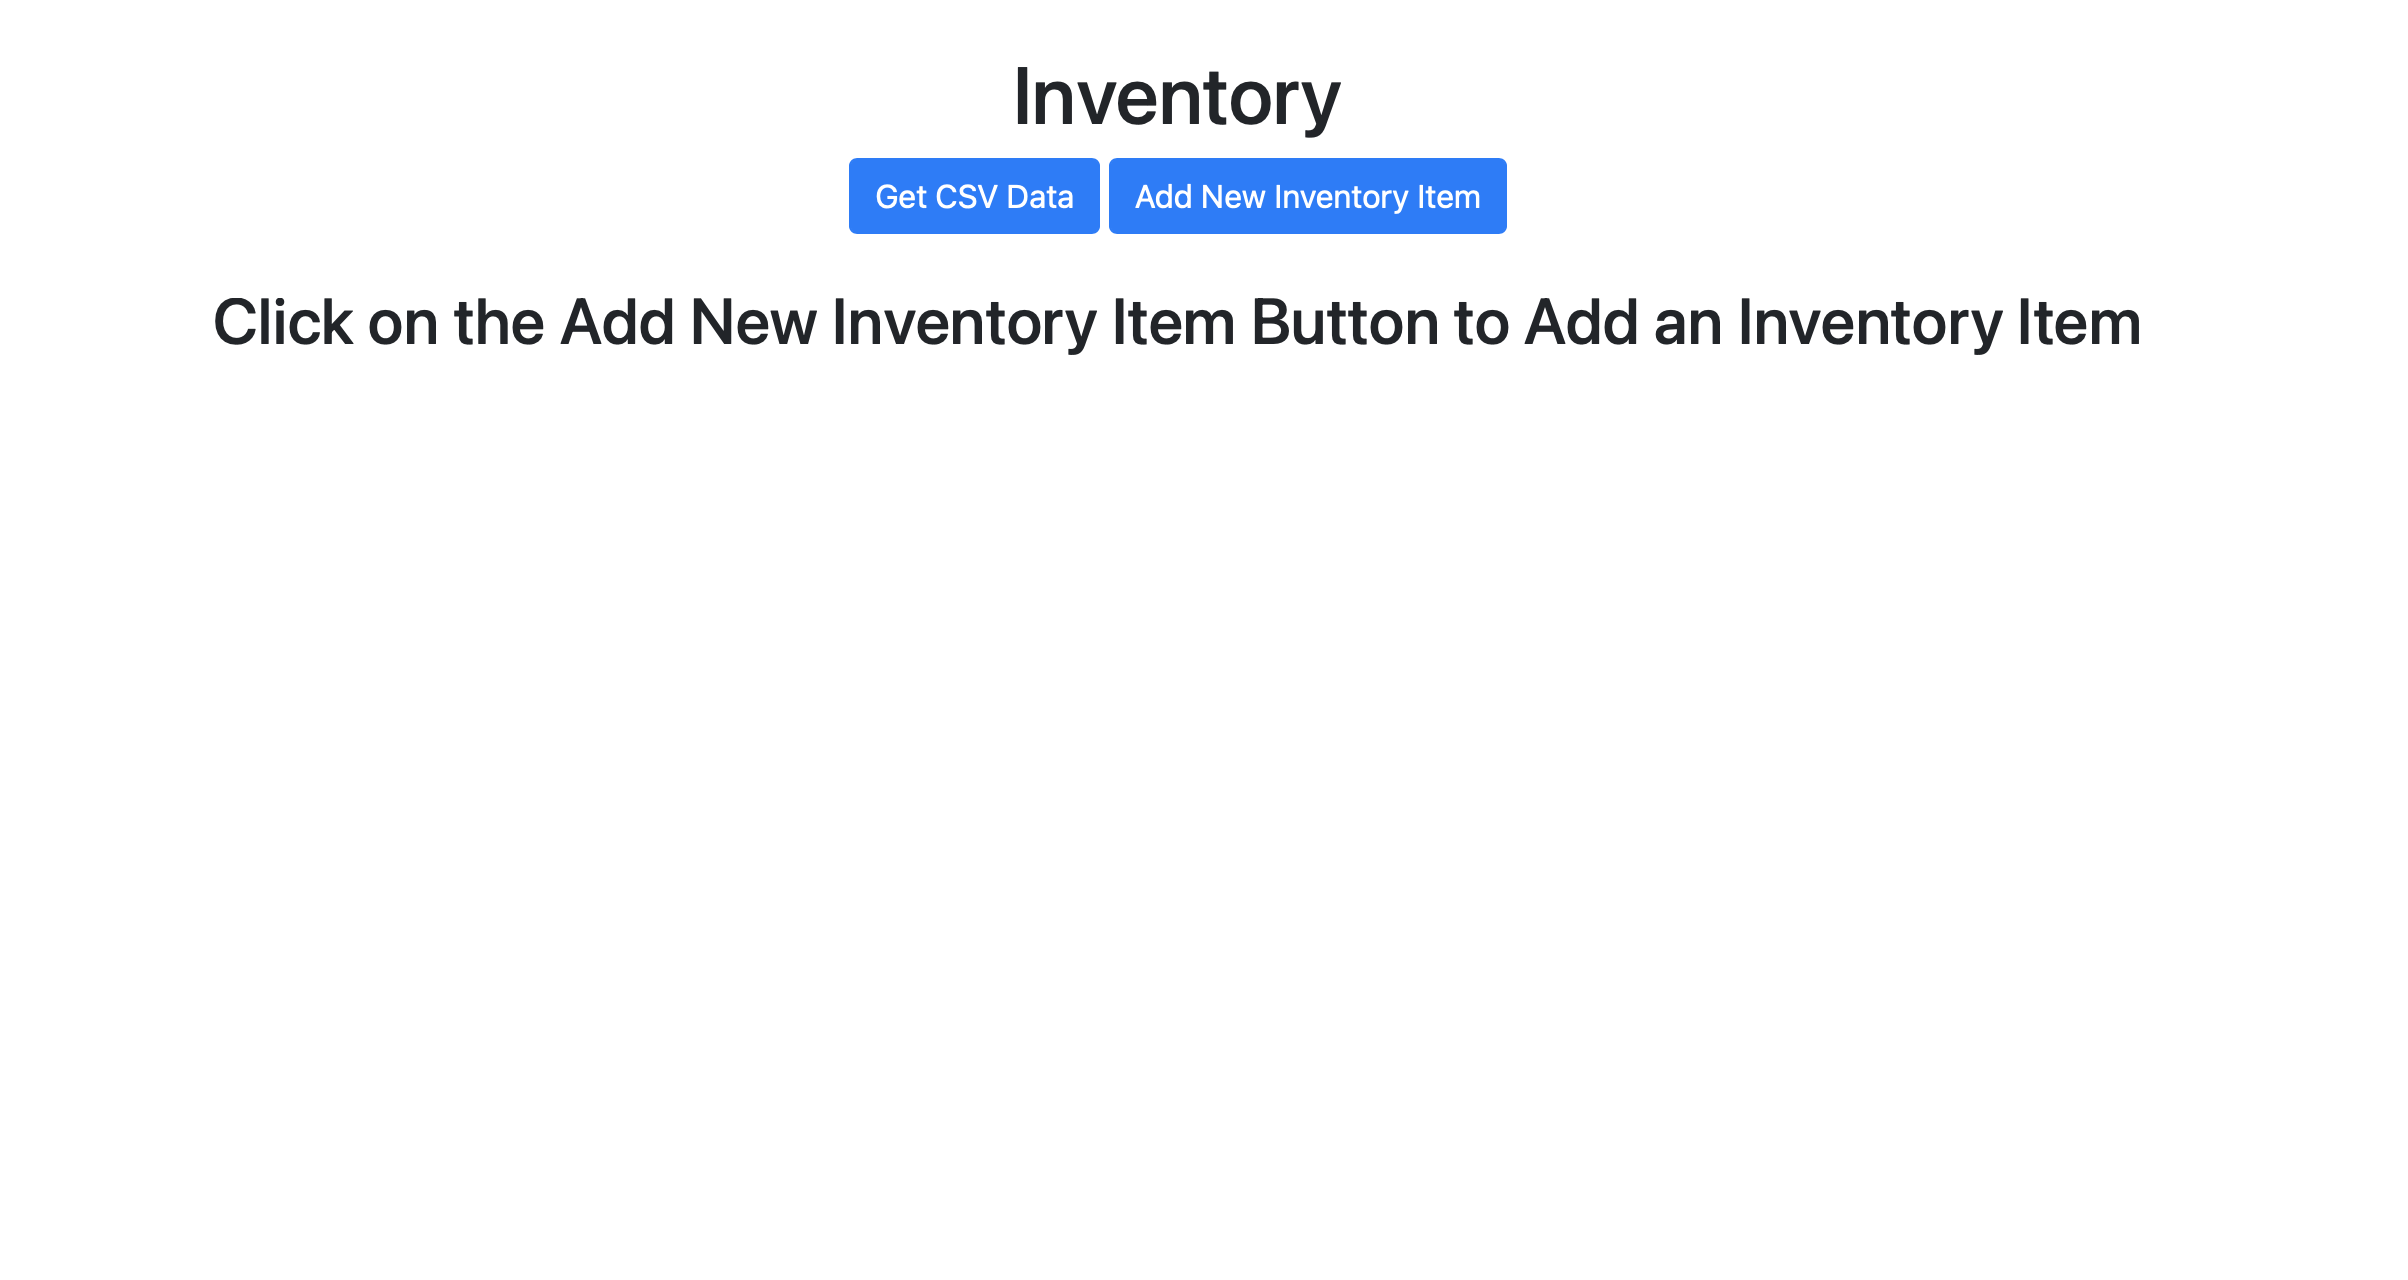 Inventory
Get CSV Data
Add New Inventory Item
Click on the Add New Inventory Item Button to Add an Inventory Item